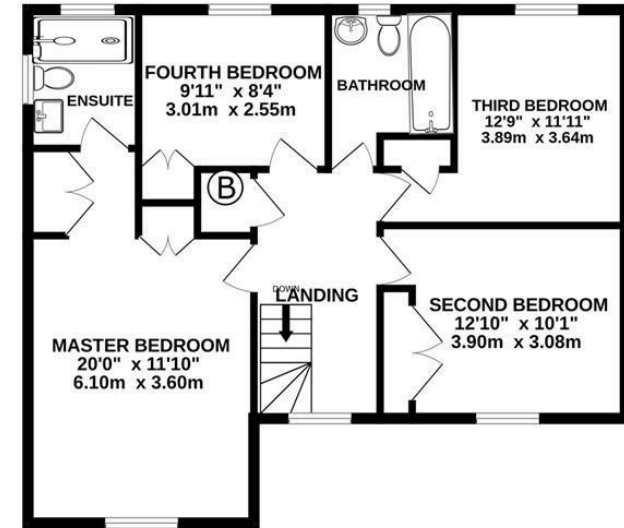 FOURTH BEDROOM
9'11" x 8'4"
3.01m x 2.55m
ENSUITE
BATHROOM
THIRD BEDROOM
12'9" x 11'11"
3.89m x 3.64m
B
DOWN
LANDING
SECOND BEDROOM
12'10" x 10'1"
3.90m x 3.08m
MASTER BEDROOM
20'0" x 11'10"
6.10m x 3.60m